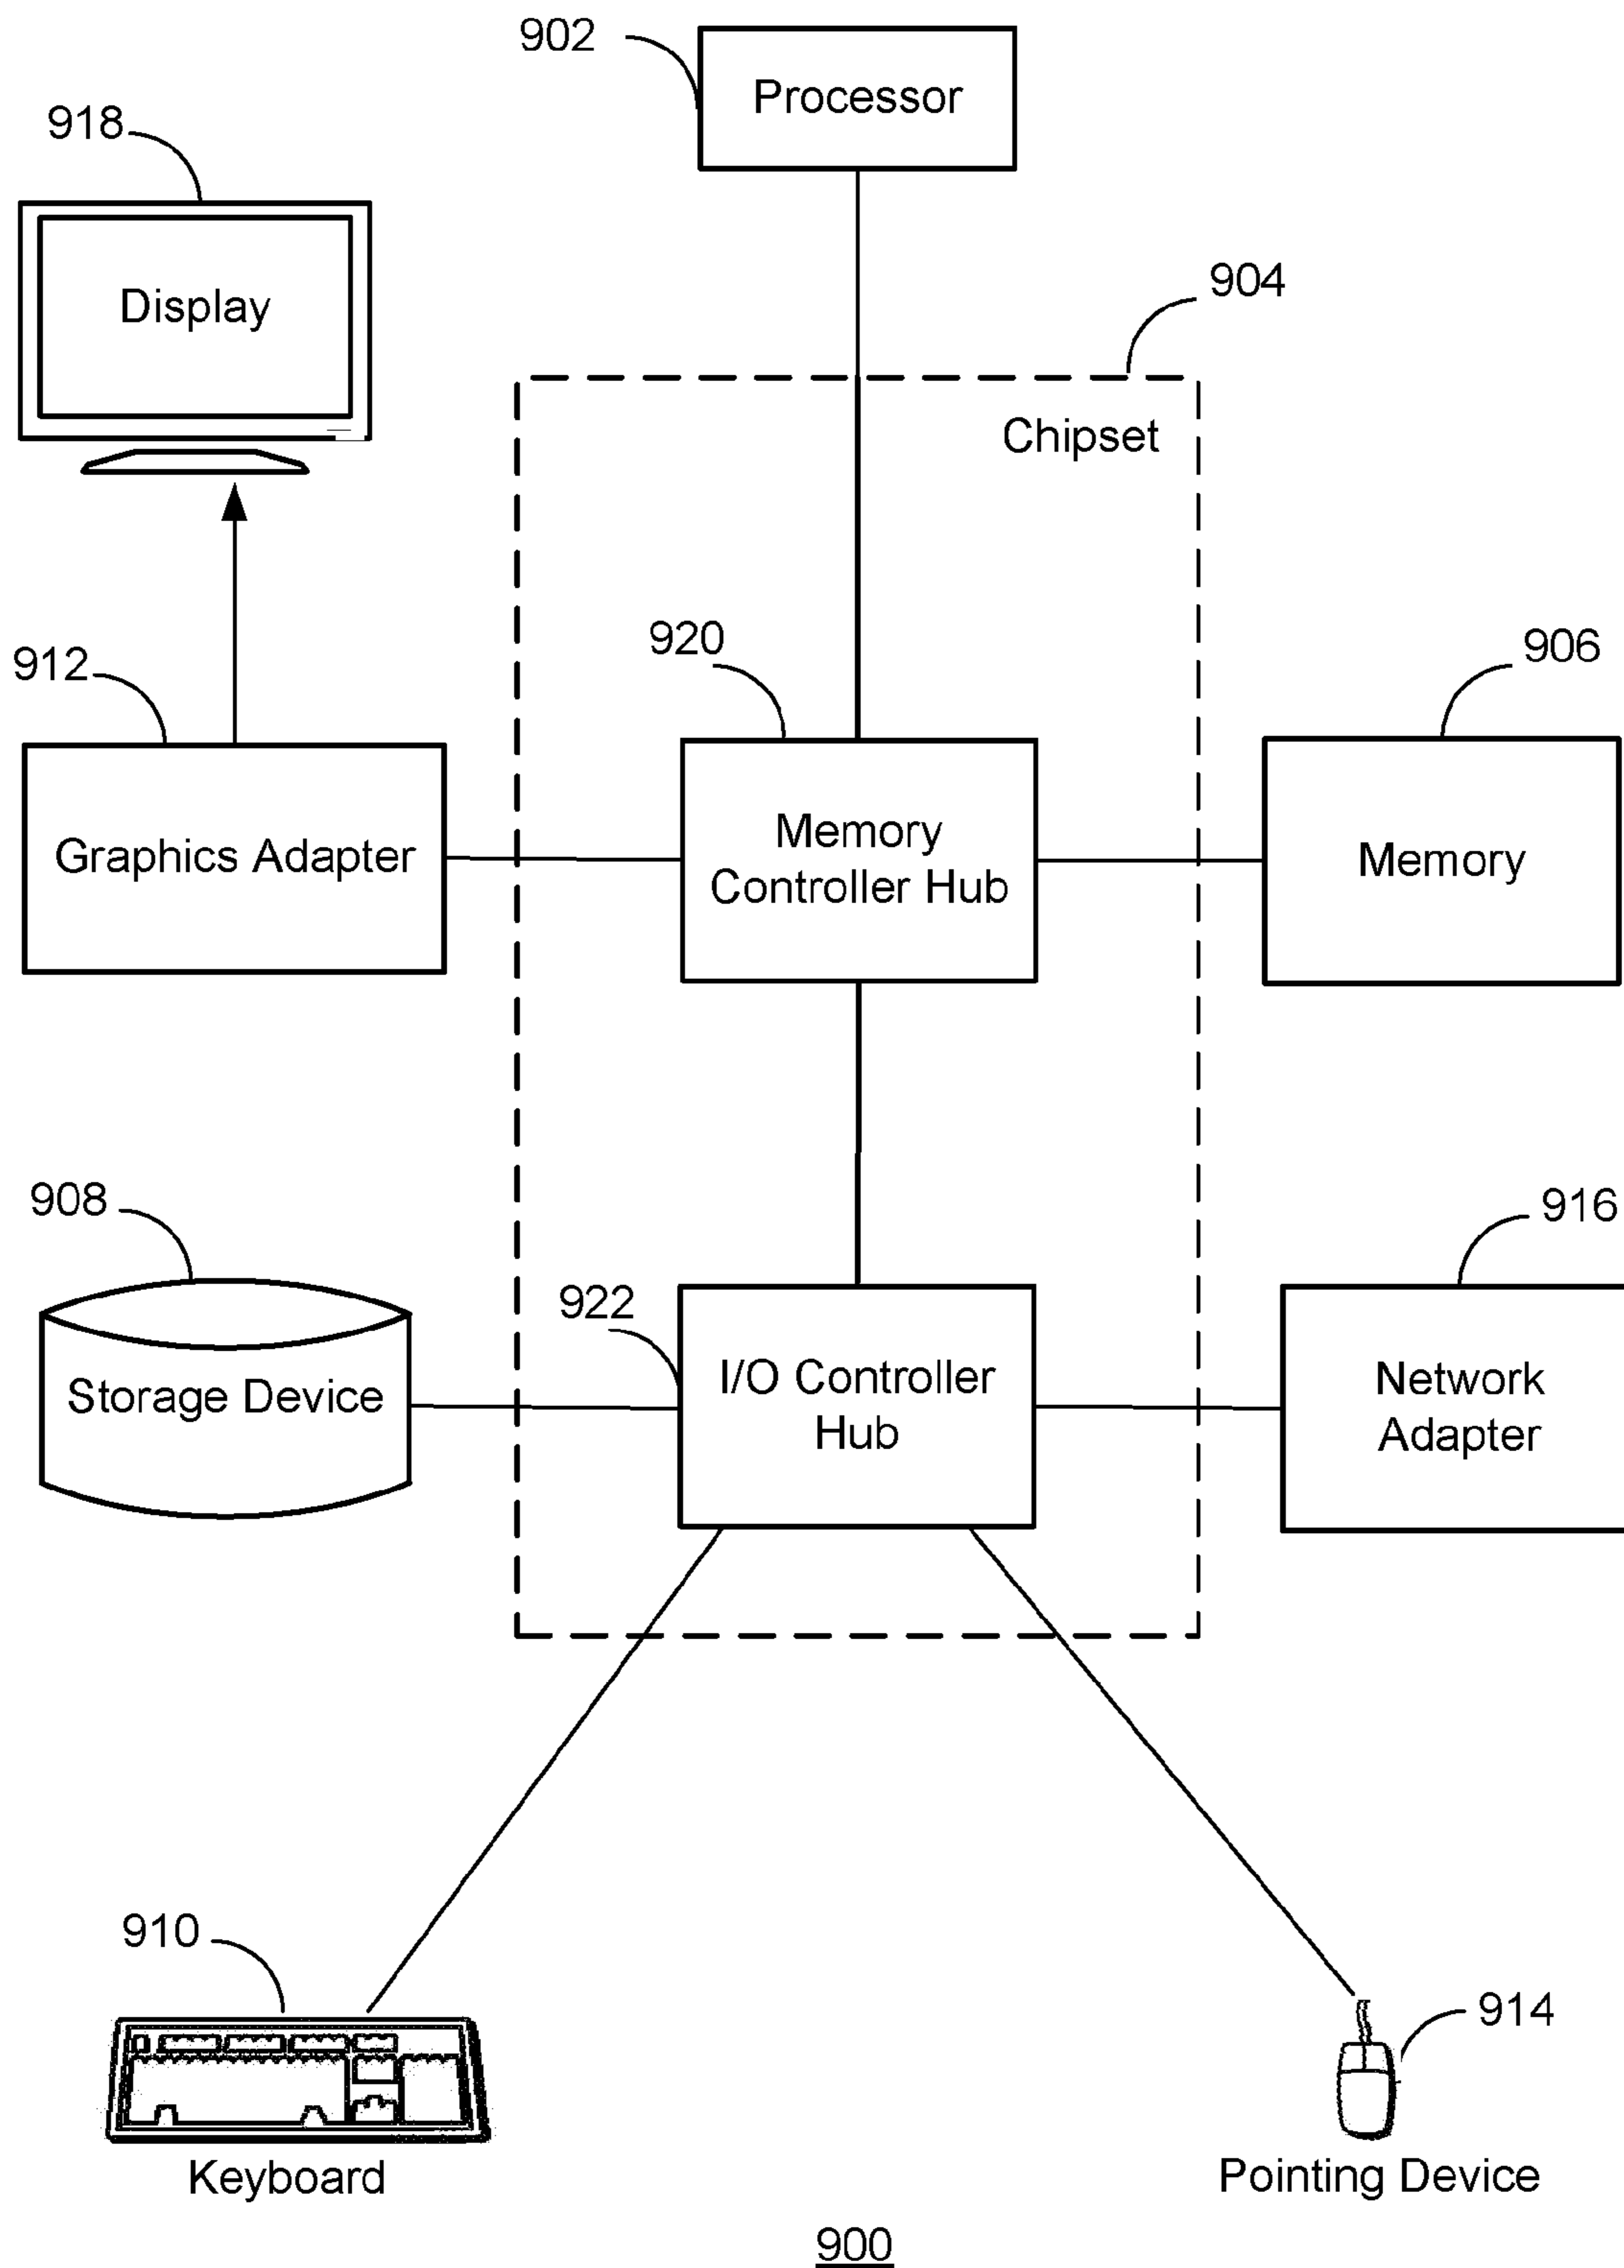 902
Processor
918
Display
904
Chipset
920
906
912
Memory
Controller Hub
Graphics Adapter
Memory
908
916
922
I/O Controller
Hub
Storage Device
Network
Adapter
910
914
Keyboard
Pointing Device
900